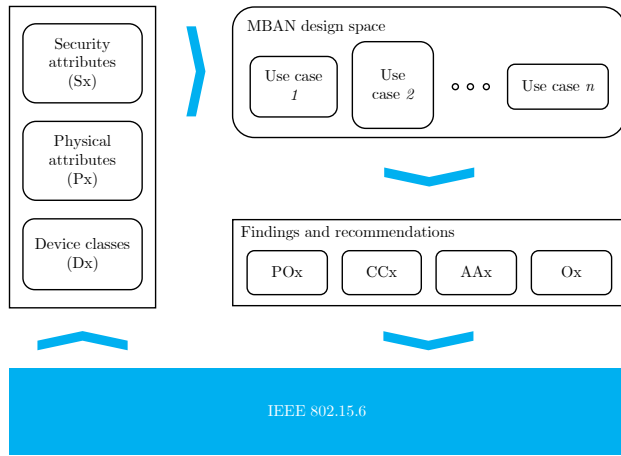 Security
attributes
(Sx)
Physical
attributes
(Px)
Device classes
(Dx)
MBAN design space
Use case
1
Use
case 2
Use case n
Findings and recommendations
POx
CCx
AAx
Ox
IEEE 802.15.6